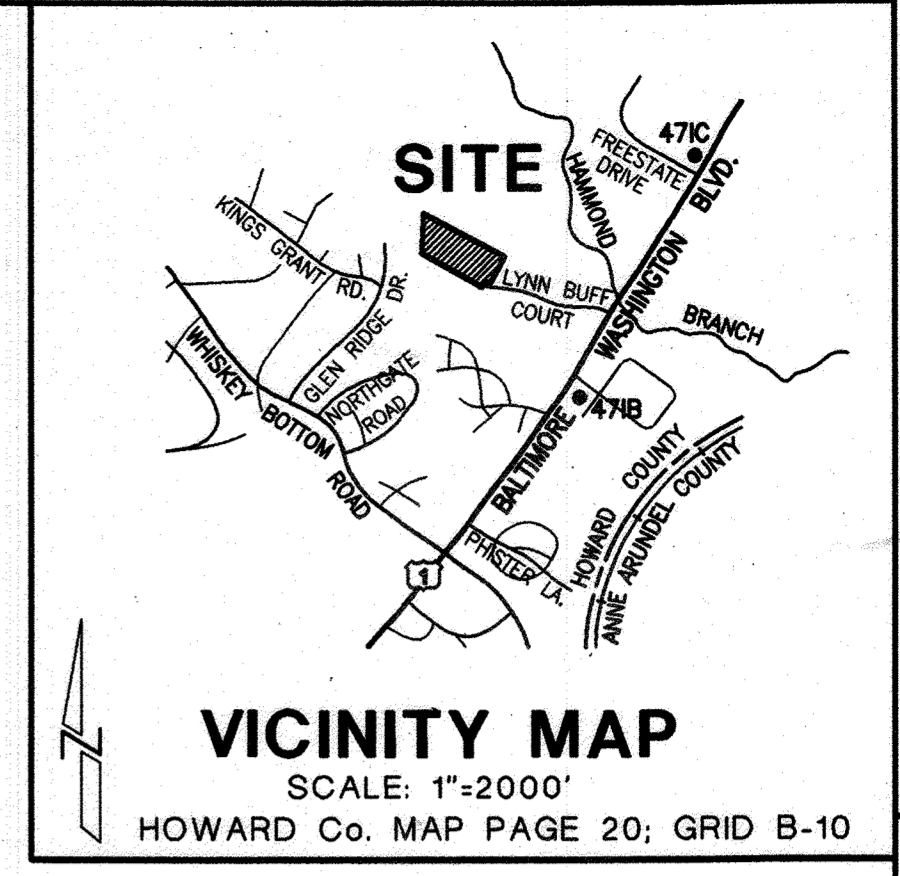 471C
FREESTATE
DRIVE
SITE
HAMMOND
BLVD.
KINGS GRANT RD.
LYNN BUFF
COURT
WASHINGTON
BRANCH
GLEN RIDGE DR.
WHISKEY BOTTOM ROAD
NORTHGATE
ROAD
471B
BALTIMORE
HOWARD COUNTY
ANNE ARUNDEL COUNTY
PHISTER LA.
1
N
VICINITY MAP
SCALE: 1"=2000'
HOWARD Co. MAP PAGE 20; GRID B-10